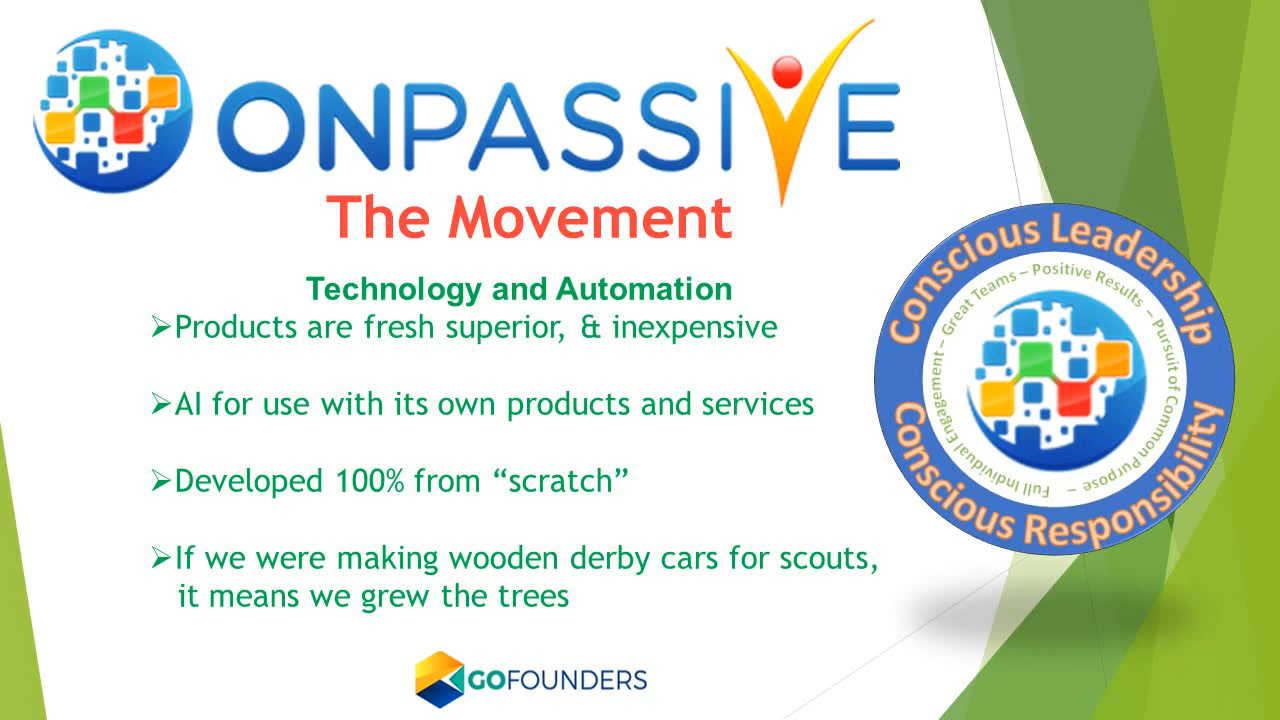 ONPASSIVE
The Movement
Technology and Automation
➢Products are fresh superior, & inexpensive
➢AI for use with its own products and services
➢Developed 100% from “scratch”
➢If we were making wooden derby cars for scouts,
it means we grew the trees
Conscious Leadership
Conscious Responsibility
Full Individual Engagement – Great Teams – Positive Results – Pursuit of Common Purpose –
GOFOUNDERS